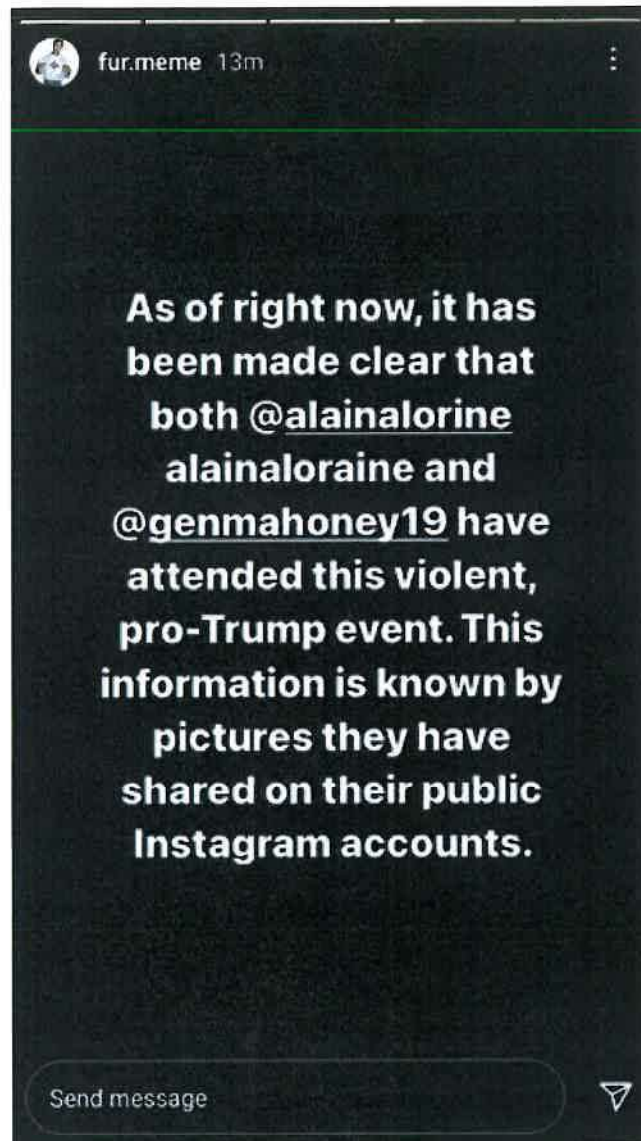 fur.meme 13m
As of right now, it has
been made clear that
both @alainalorine
alainaloraine and
@genmahoney19 have
attended this violent,
pro-Trump event. This
information is known by
pictures they have
shared on their public
Instagram accounts.
Send message